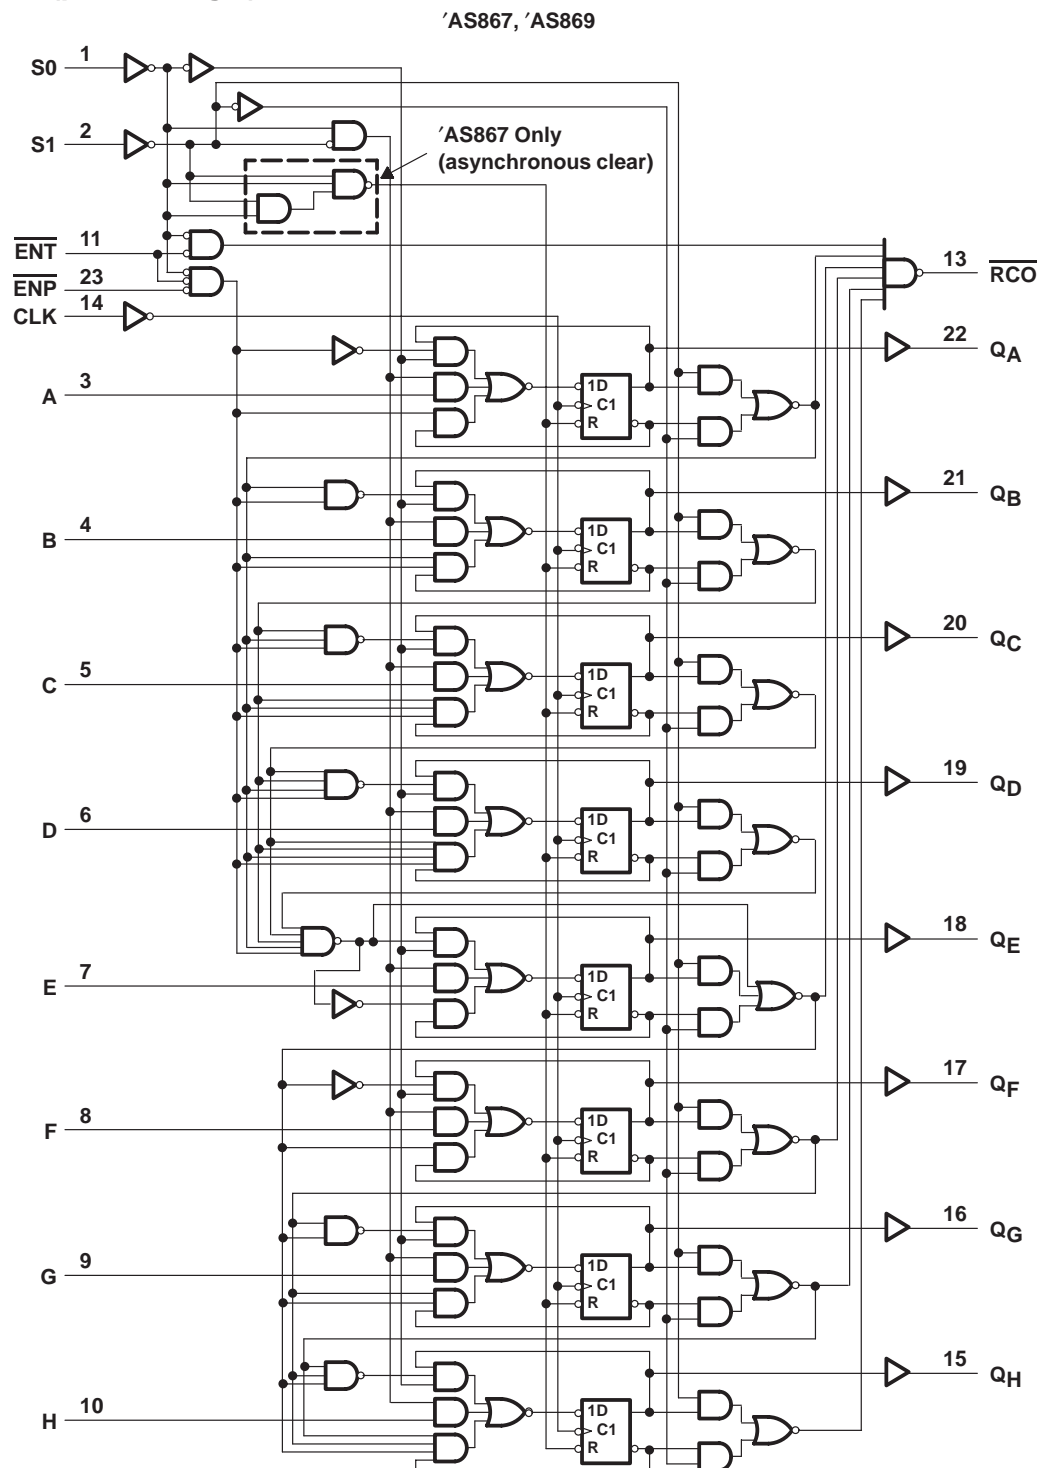 ′AS867, ′AS869
S0 1
S1 2
′AS867 Only
(asynchronous clear)
ENT 11
ENP 23
CLK 14
13 RCO
22 QA
A 3
1D
C1
R
21 QB
B 4
1D
C1
R
20 QC
C 5
1D
C1
R
19 QD
D 6
1D
C1
R
18 QE
E 7
1D
C1
R
17 QF
F 8
1D
C1
R
16 QG
G 9
1D
C1
R
15 QH
H 10
1D
C1
R